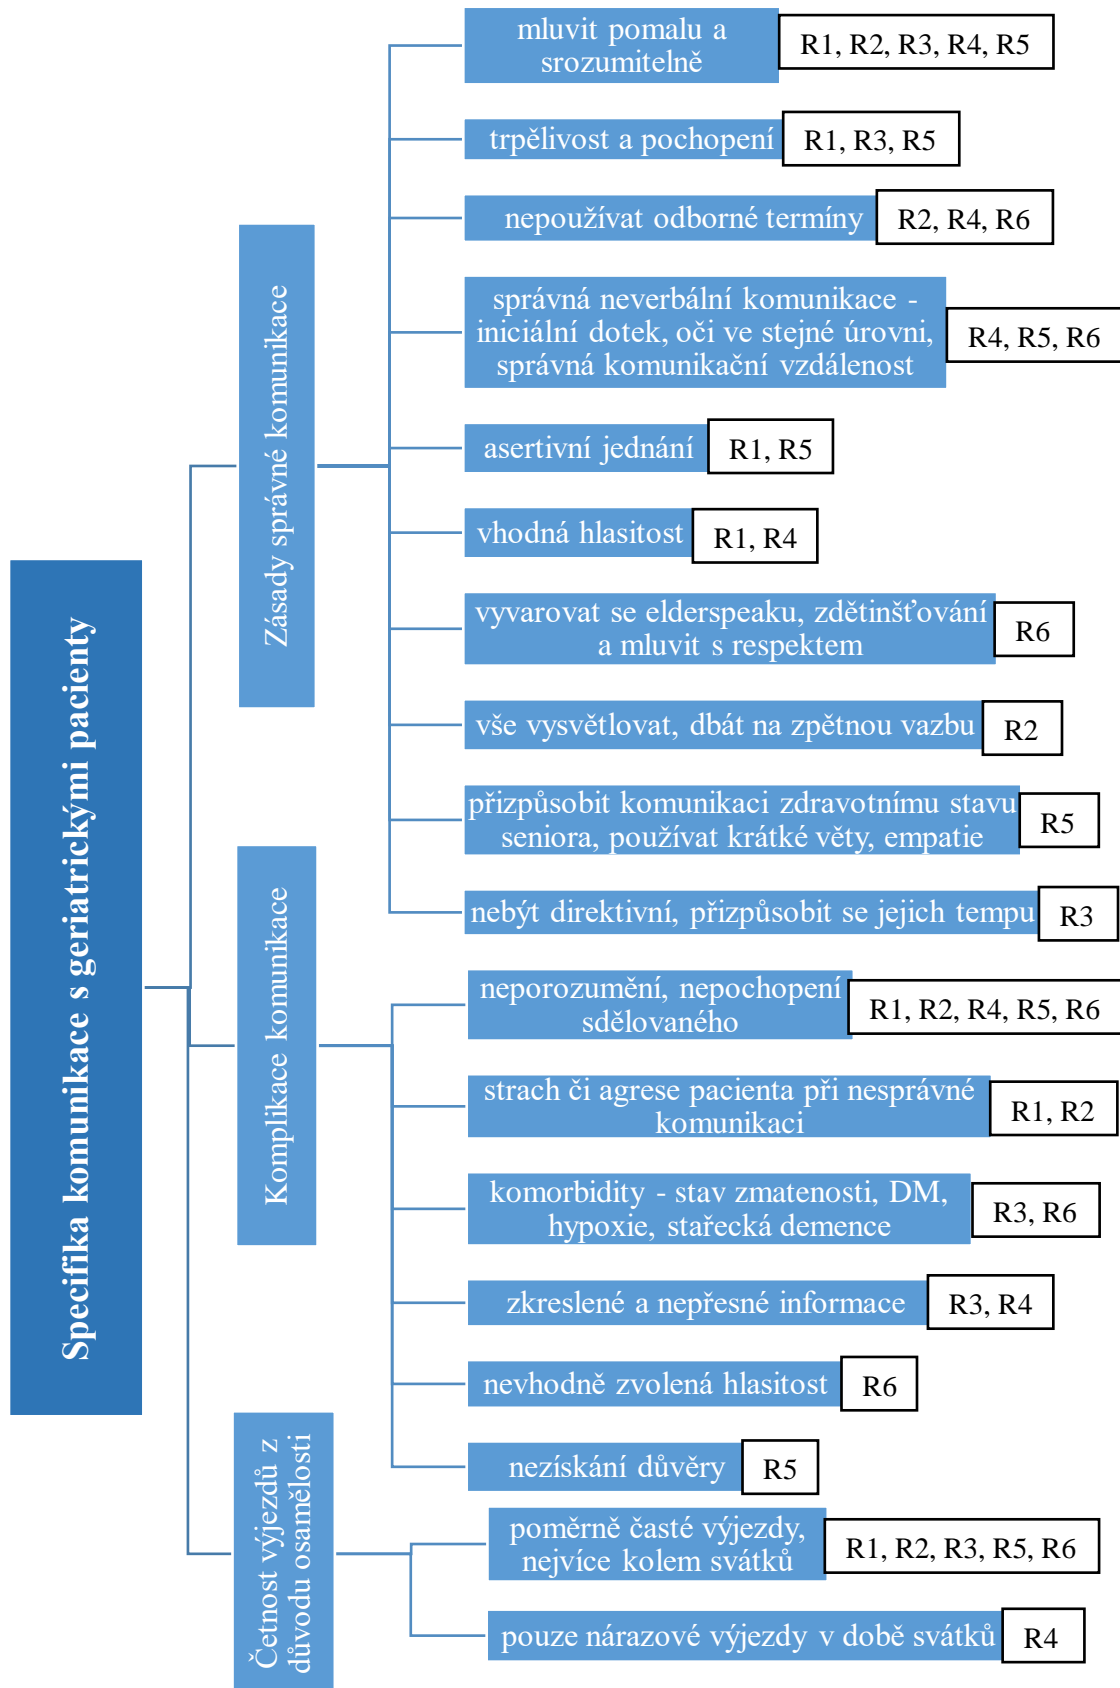 Specifika komunikace s geriatrickými pacienty
Zásady správné komunikace
mluvit pomalu a
srozumitelně
R1, R2, R3, R4, R5
trpělivost a pochopení
R1, R3, R5
nepoužívat odborné termíny
R2, R4, R6
správná neverbální komunikace -
iniciální dotek, oči ve stejné úrovni,
správná komunikační vzdálenost
R4, R5, R6
asertivní jednání
R1, R5
vhodná hlasitost
R1, R4
vyvarovat se elderspeaku, zdětinšťování
a mluvit s respektem
R6
vše vysvětlovat, dbát na zpětnou vazbu
R2
přizpůsobit komunikaci zdravotnímu stavu
seniora, používat krátké věty, empatie
R5
nebýt direktivní, přizpůsobit se jejich tempu
R3
Komplikace komunikace
neporozumění, nepochopení
sdělovaného
R1, R2, R4, R5, R6
strach či agrese pacienta při nesprávné
komunikaci
R1, R2
komorbidity - stav zmatenosti, DM,
hypoxie, stařecká demence
R3, R6
zkreslené a nepřesné informace
R3, R4
nevhodně zvolená hlasitost
R6
nezískání důvěry
R5
Četnost výjezdů z
důvodu osamělosti
poměrně časté výjezdy,
nejvíce kolem svátků
R1, R2, R3, R5, R6
pouze nárazové výjezdy v době svátků
R4